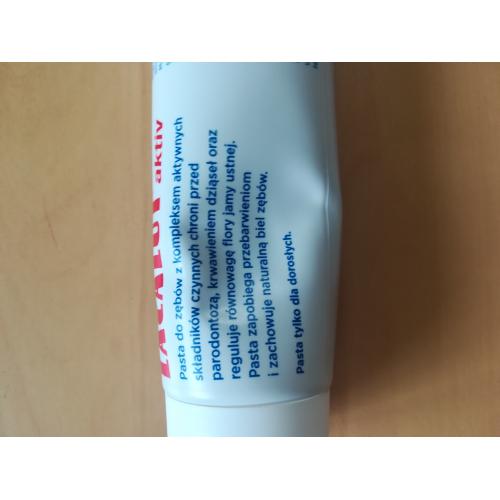 LACALUT aktiv
Pasta do zębów z kompleksem aktywnych
składników czynnych chroni przed
parodontozą, krwawieniem dziąseł oraz
reguluje równowagę flory jamy ustnej.
Pasta zapobiega przebarwieniom
i zachowuje naturalną biel zębów.
Pasta tylko dla dorosłych.